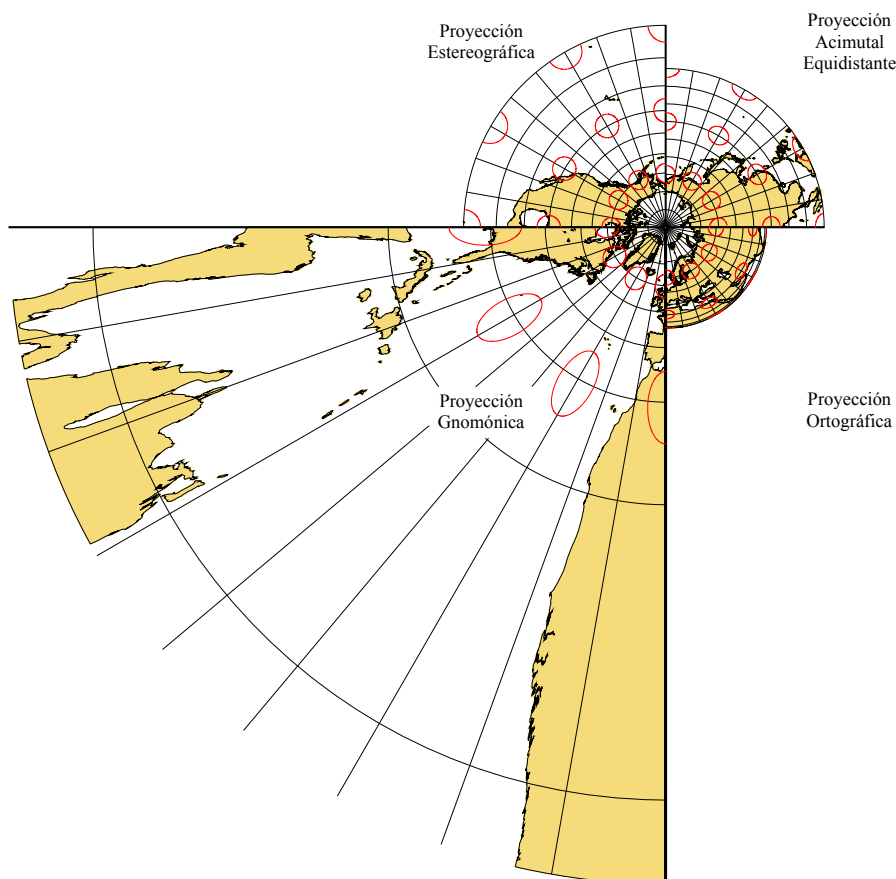 Proyección
Estereográfica
Proyección
Acimutal
Equidistante
Proyección
Gnomónica
Proyección
Ortográfica